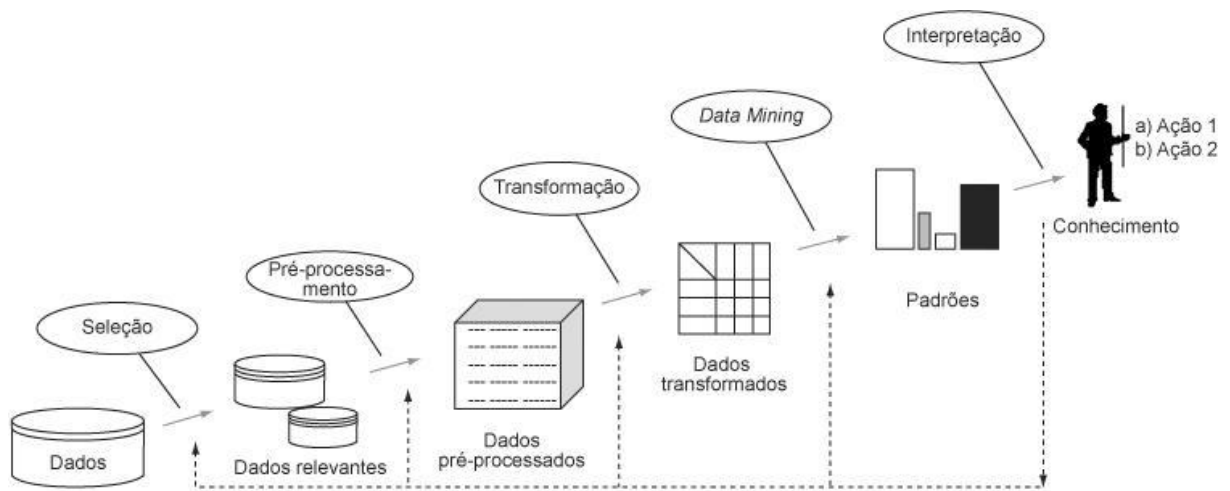 Interpretação
a) Ação 1
b) Ação 2
Conhecimento
Data Mining
Padrões
Transformação
Dados
transformados
Pré-processa-
mento
Dados
pré-processados
Seleção
Dados relevantes
Dados